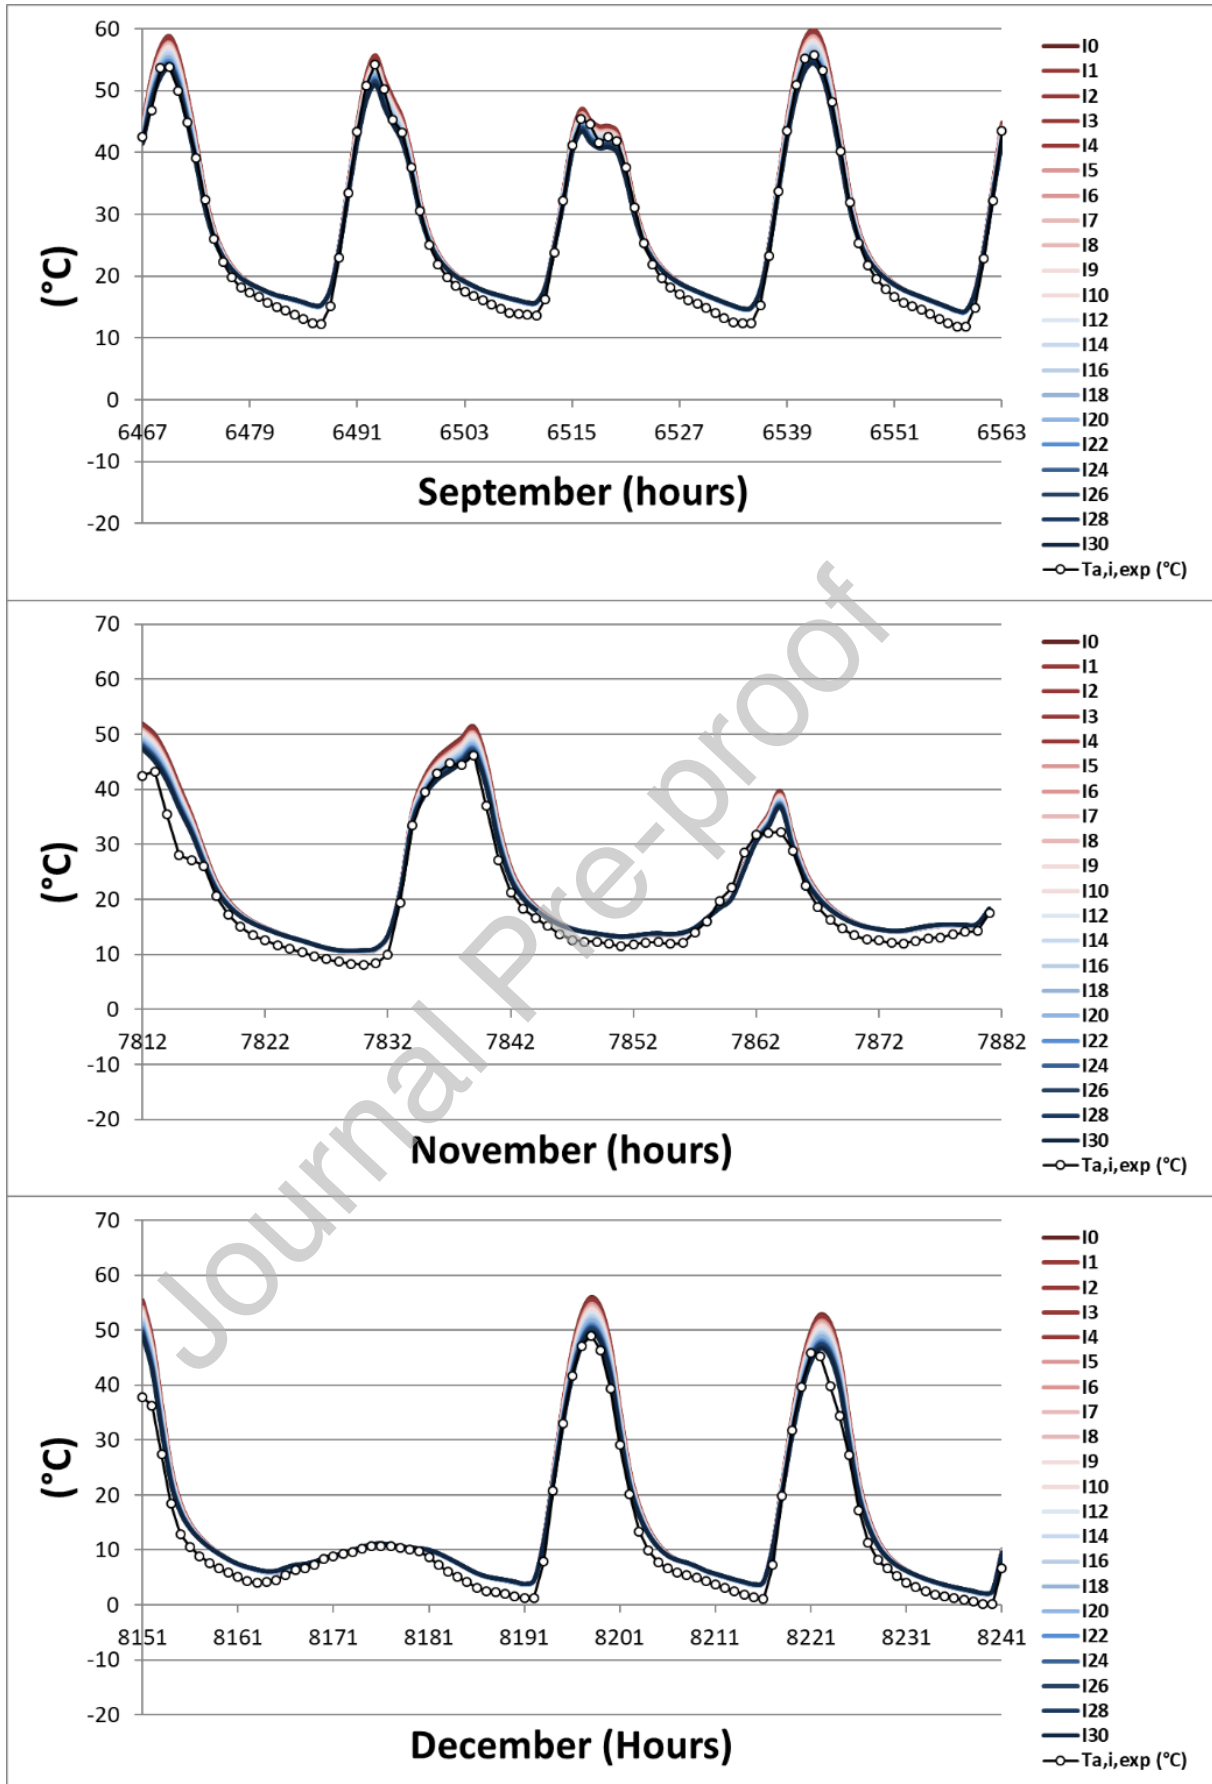 60
50
40
30
20
10
0
-10
-20
(°C)
6467 6479 6491 6503 6515 6527 6539 6551 6563
September (hours)
I0
I1
I2
I3
I4
I5
I6
I7
I8
I9
I10
I12
I14
I16
I18
I20
I22
I24
I26
I28
I30
Ta,i,exp (°C)
70
60
50
40
30
20
10
0
-10
-20
(°C)
7812 7822 7832 7842 7852 7862 7872 7882
November (hours)
I0
I1
I2
I3
I4
I5
I6
I7
I8
I9
I10
I12
I14
I16
I18
I20
I22
I24
I26
I28
I30
Ta,i,exp (°C)
70
60
50
40
30
20
10
0
-10
-20
(°C)
8151 8161 8171 8181 8191 8201 8211 8221 8231 8241
December (Hours)
I0
I1
I2
I3
I4
I5
I6
I7
I8
I9
I10
I12
I14
I16
I18
I20
I22
I24
I26
I28
I30
Ta,i,exp (°C)
Journal Pre-proof